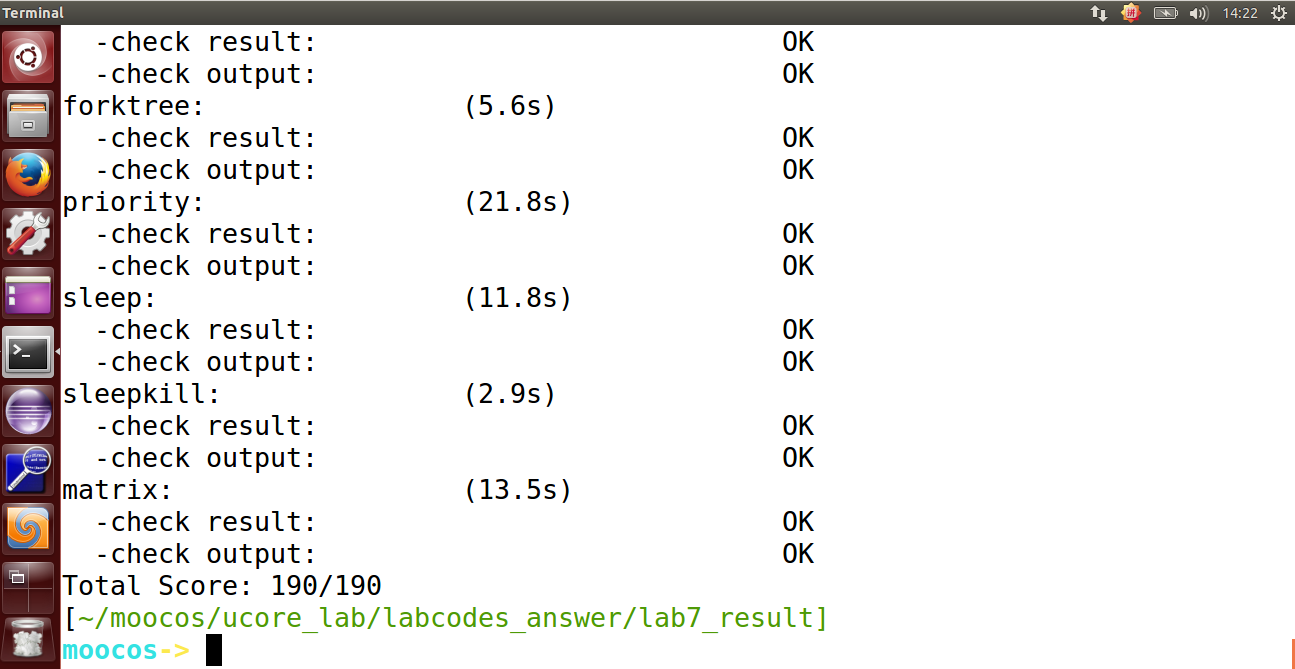 Terminal
14:22
-check result: OK
-check output: OK
forktree: (5.6s)
-check result: OK
-check output: OK
priority: (21.8s)
-check result: OK
-check output: OK
sleep: (11.8s)
-check result: OK
-check output: OK
sleepkill: (2.9s)
-check result: OK
-check output: OK
matrix: (13.5s)
-check result: OK
-check output: OK
Total Score: 190/190
[~/moocos/ucore_lab/labcodes_answer/lab7_result]
moocos->